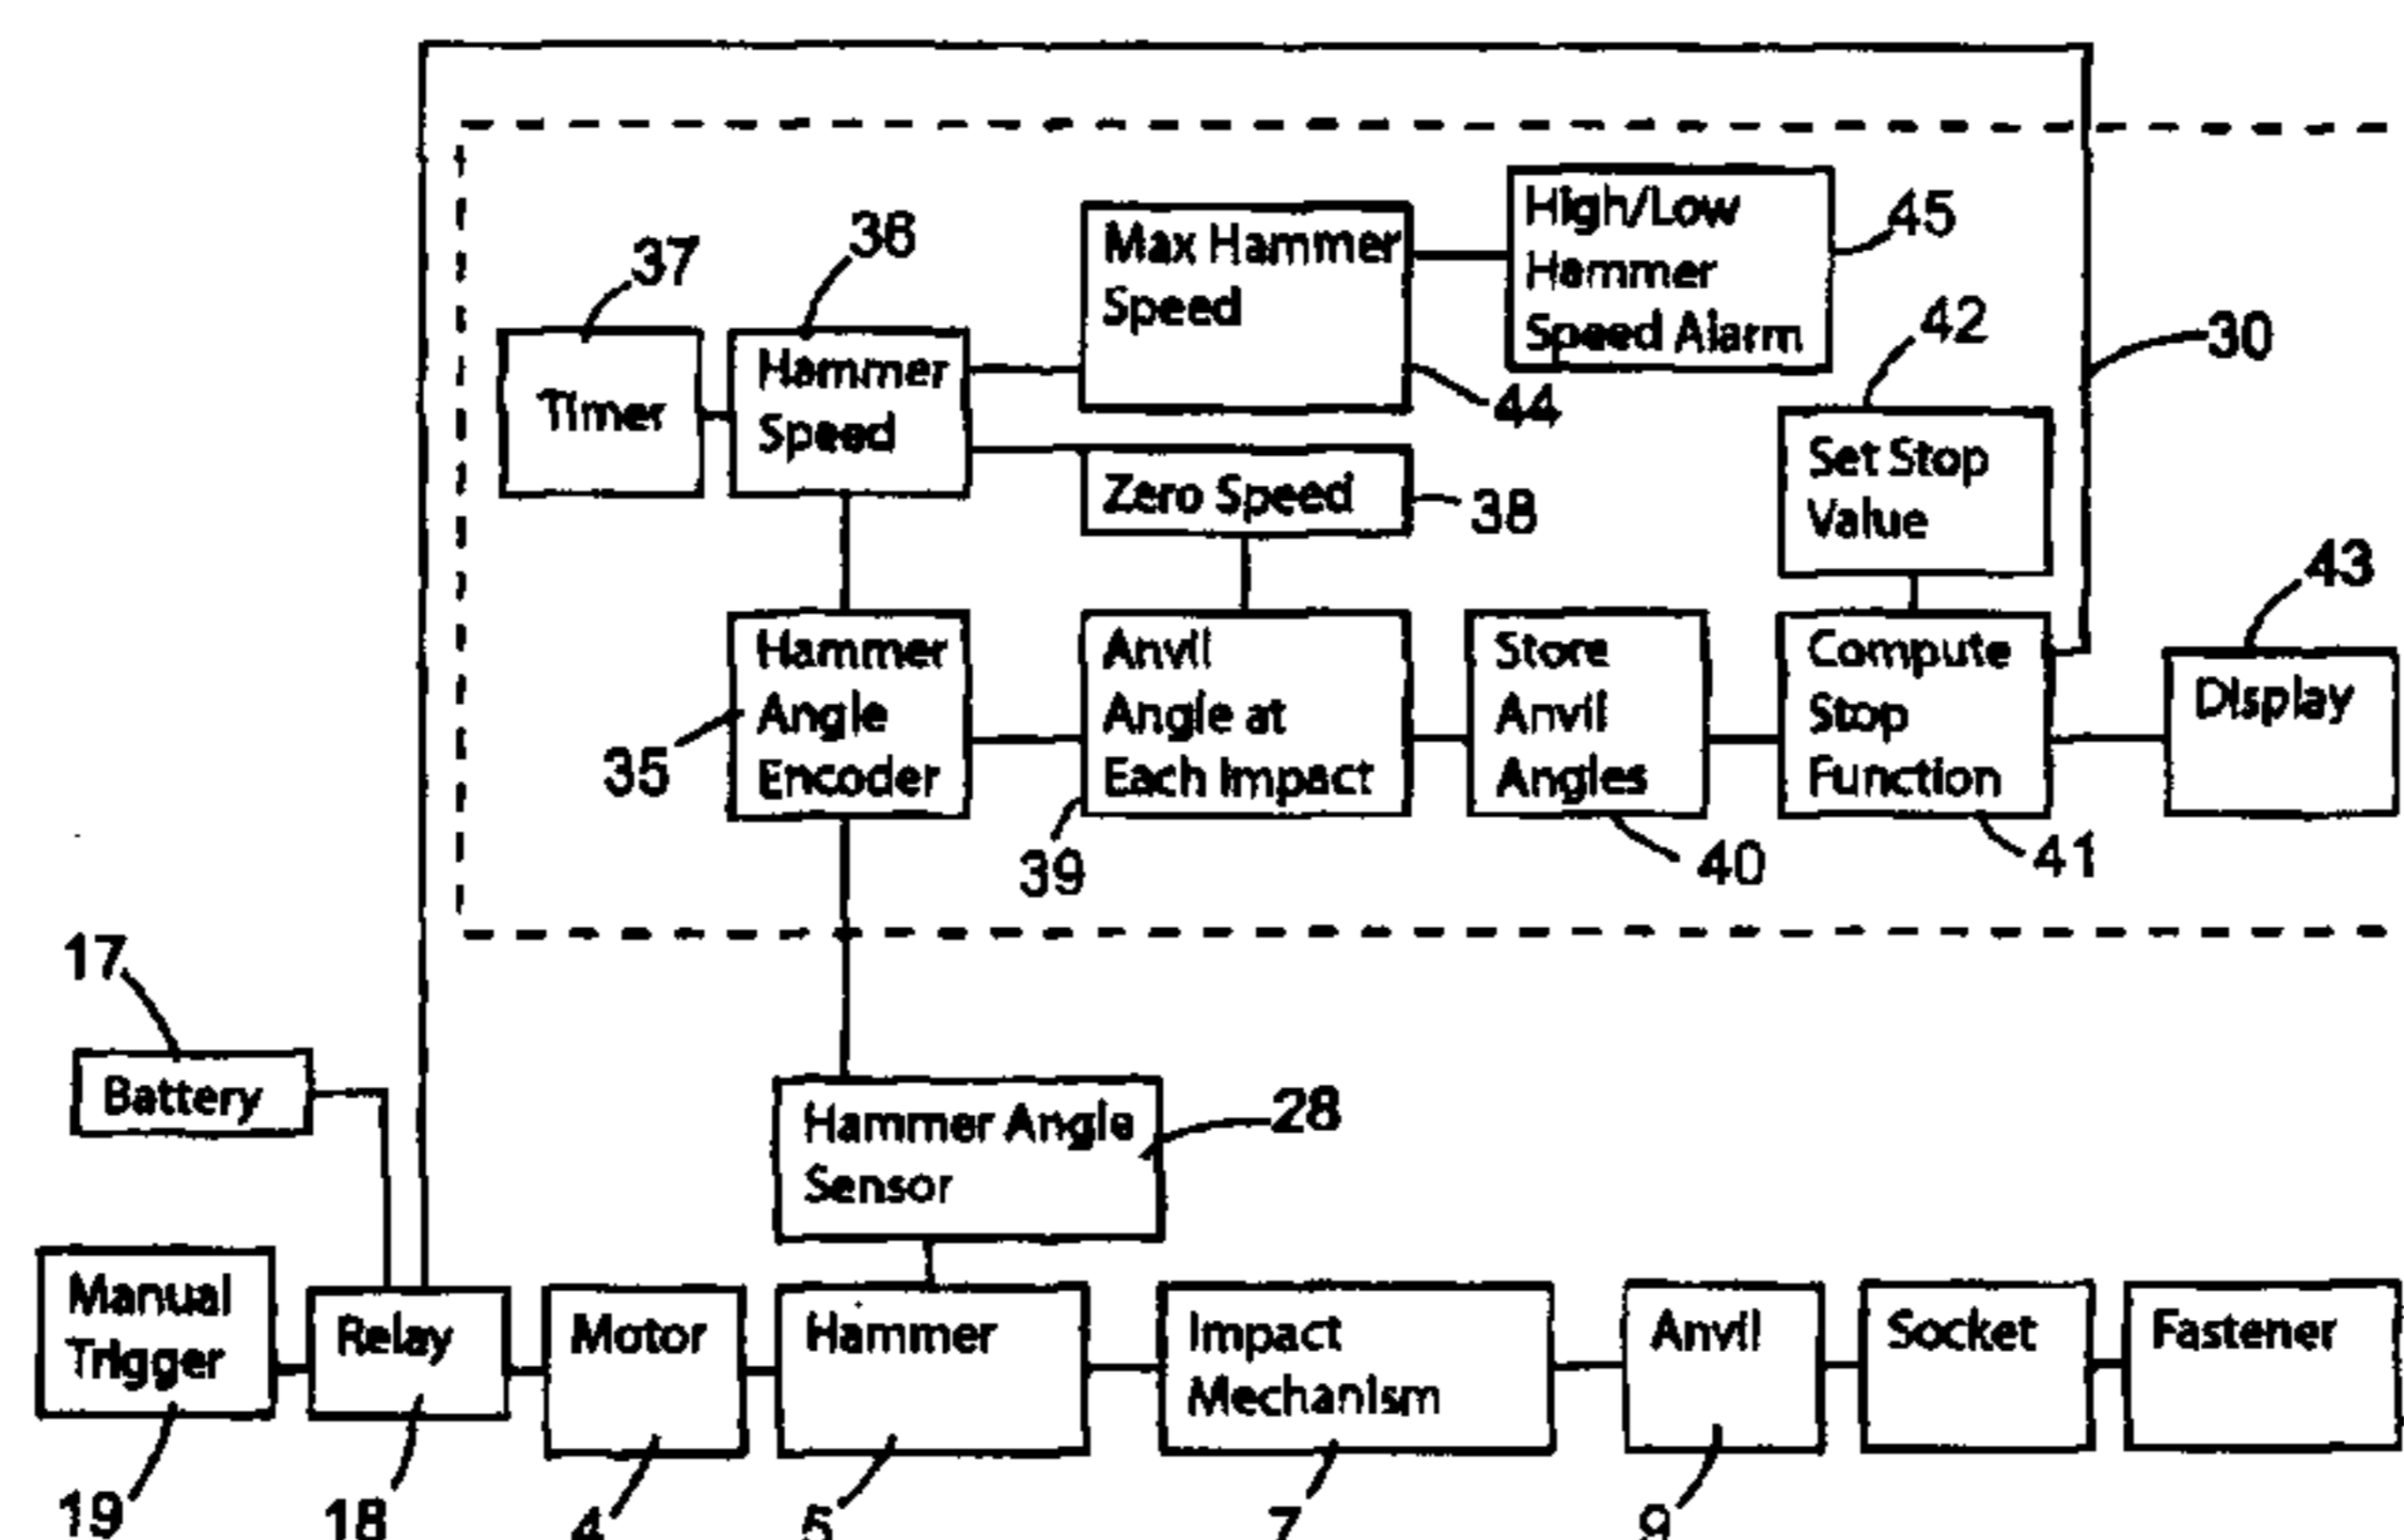 37
36
Max Hammer
Speed
High/Low
Hammer
Speed Alarm
45
42
30
Timer
Hammer
Speed
44
Zero Speed
38
Set Stop
Value
43
Hammer
Angle
Encoder
35
Anvil
Angle at
Each Impact
39
Store
Anvil
Angles
40
Compute
Stop
Function
41
Display
17
Battery
Hammer Angle
Sensor
28
Manual
Trigger
Relay
Motor
Hammer
Impact
Mechanism
Anvil
Socket
Fastener
19
18
4
5
7
9